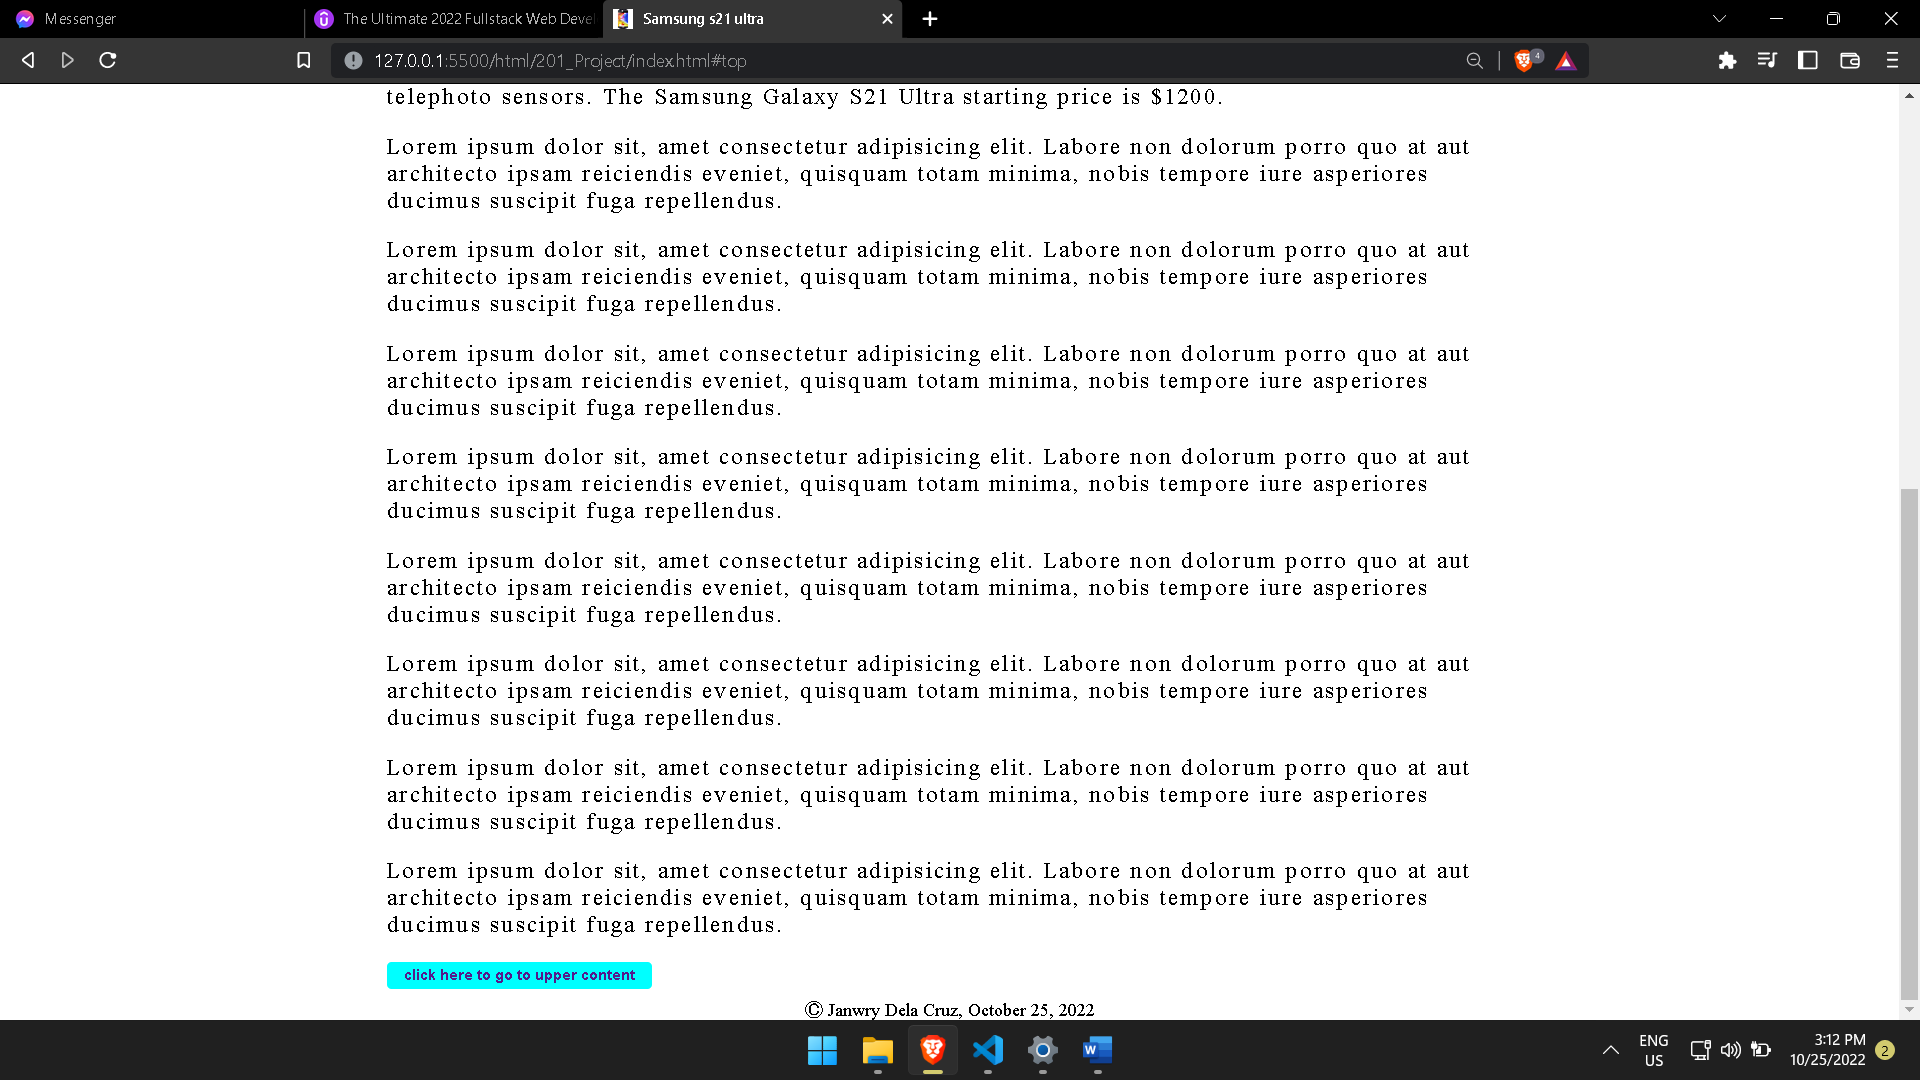 Messenger
The Ultimate 2022 Fullstack Web Devel
Samsung s21 ultra
127.0.0.1:5500/html/201_Project/index.html#top
4
telephoto sensors. The Samsung Galaxy S21 Ultra starting price is $1200.
Lorem ipsum dolor sit, amet consectetur adipisicing elit. Labore non dolorum porro quo at aut
architecto ipsam reiciendis eveniet, quisquam totam minima, nobis tempore iure asperiores
ducimus suscipit fuga repellendus.
Lorem ipsum dolor sit, amet consectetur adipisicing elit. Labore non dolorum porro quo at aut
architecto ipsam reiciendis eveniet, quisquam totam minima, nobis tempore iure asperiores
ducimus suscipit fuga repellendus.
Lorem ipsum dolor sit, amet consectetur adipisicing elit. Labore non dolorum porro quo at aut
architecto ipsam reiciendis eveniet, quisquam totam minima, nobis tempore iure asperiores
ducimus suscipit fuga repellendus.
Lorem ipsum dolor sit, amet consectetur adipisicing elit. Labore non dolorum porro quo at aut
architecto ipsam reiciendis eveniet, quisquam totam minima, nobis tempore iure asperiores
ducimus suscipit fuga repellendus.
Lorem ipsum dolor sit, amet consectetur adipisicing elit. Labore non dolorum porro quo at aut
architecto ipsam reiciendis eveniet, quisquam totam minima, nobis tempore iure asperiores
ducimus suscipit fuga repellendus.
Lorem ipsum dolor sit, amet consectetur adipisicing elit. Labore non dolorum porro quo at aut
architecto ipsam reiciendis eveniet, quisquam totam minima, nobis tempore iure asperiores
ducimus suscipit fuga repellendus.
Lorem ipsum dolor sit, amet consectetur adipisicing elit. Labore non dolorum porro quo at aut
architecto ipsam reiciendis eveniet, quisquam totam minima, nobis tempore iure asperiores
ducimus suscipit fuga repellendus.
Lorem ipsum dolor sit, amet consectetur adipisicing elit. Labore non dolorum porro quo at aut
architecto ipsam reiciendis eveniet, quisquam totam minima, nobis tempore iure asperiores
ducimus suscipit fuga repellendus.
click here to go to upper content
© Janwry Dela Cruz, October 25, 2022
ENG
US
3:12 PM
10/25/2022
2